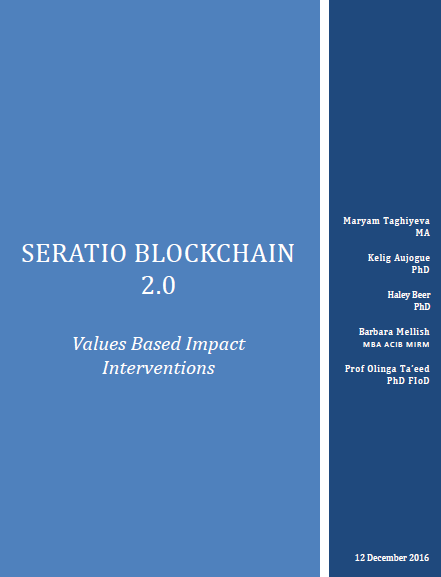 SERATIO BLOCKCHAIN
2.0
Values Based Impact
Interventions
Maryam Taghiyeva
MA
Kelig Aujogue
PhD
Haley Beer
PhD
Barbara Mellish
MBA ACIB MIRM
Prof Olinga Ta'eed
PhD FIoD
12 December 2016